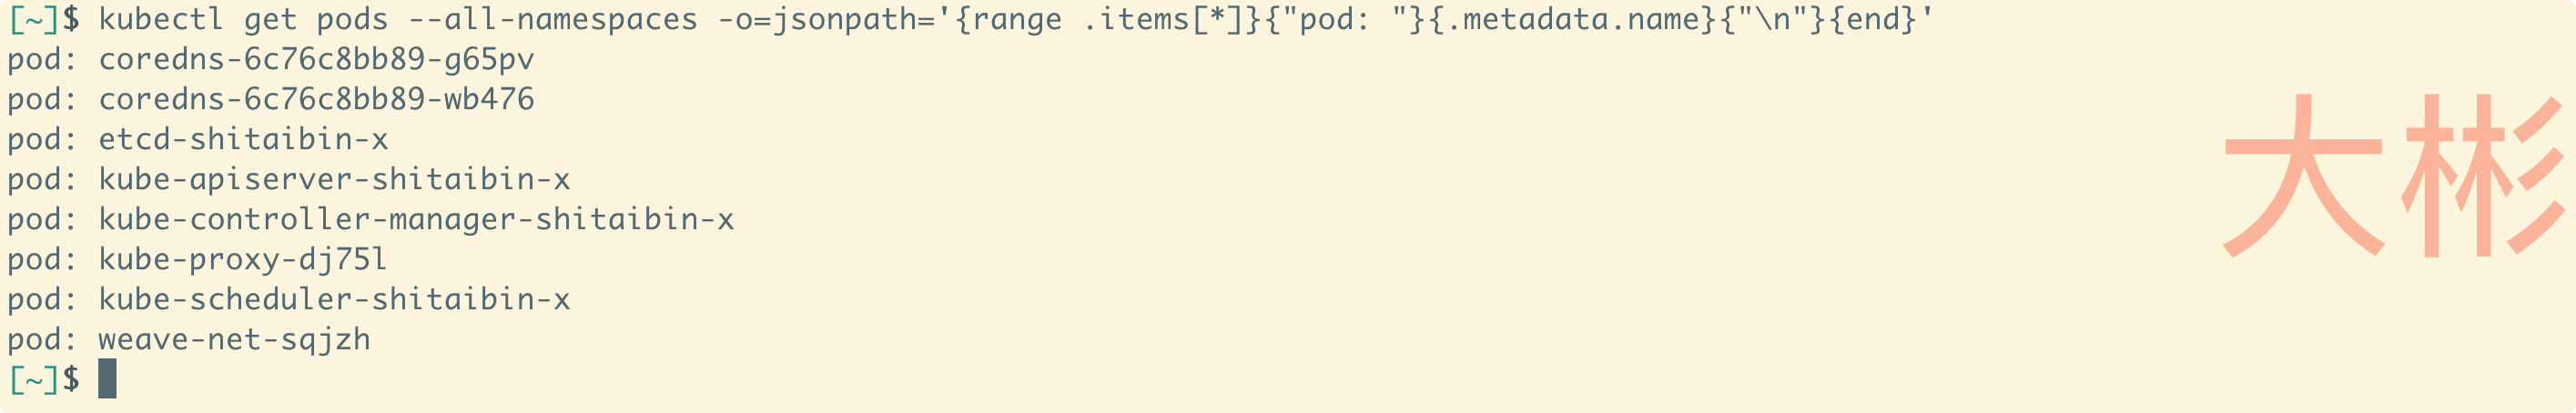 [~]$ kubectl get pods --all-namespaces -o=jsonpath='{range .items[*]}{"pod: "}{.metadata.name}{"\n"}{end}'
pod: coredns-6c76c8bb89-g65pv
pod: coredns-6c76c8bb89-wb476
pod: etcd-shitaibin-x
pod: kube-apiserver-shitaibin-x
pod: kube-controller-manager-shitaibin-x
pod: kube-proxy-dj75l
pod: kube-scheduler-shitaibin-x
pod: weave-net-sqjzh
[~]$
大彬